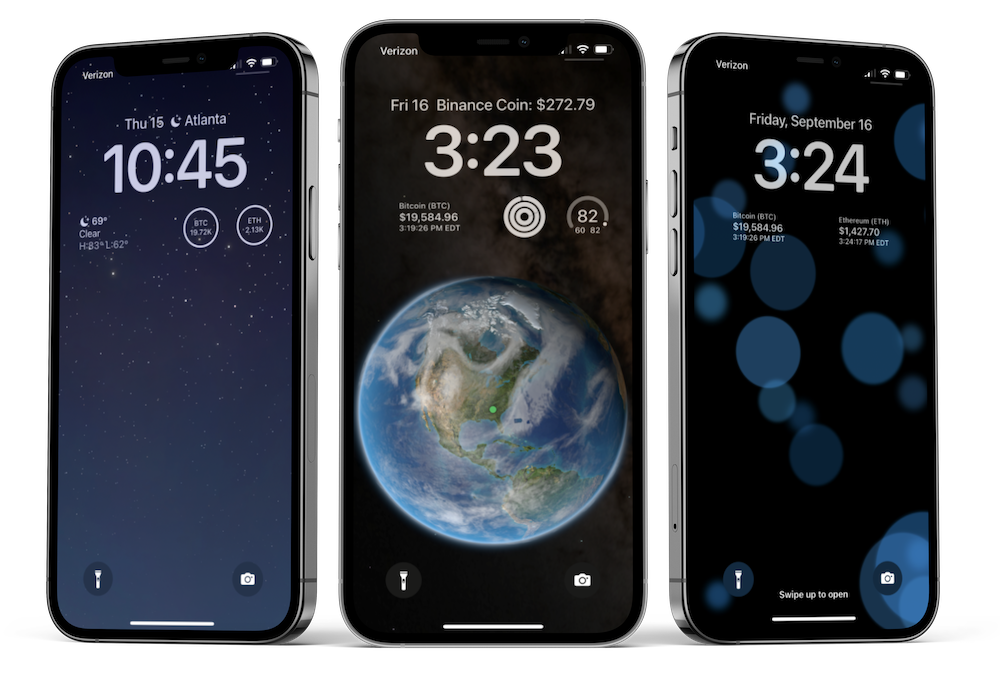 Verizon
Thu 15 Atlanta
10:45
69°
Clear
H:83° L:62°
BTC
19.72K
ETH
2.13K
Verizon
Fri 16 Binance Coin: $272.79
3:23
Bitcoin (BTC)
$19,584.96
3:19:26 PM EDT
82
60 82
Verizon
Friday, September 16
3:24
Bitcoin (BTC)
$19,584.96
3:19:26 PM EDT
Ethereum (ETH)
$1,427.70
3:24:17 PM EDT
Swipe up to open